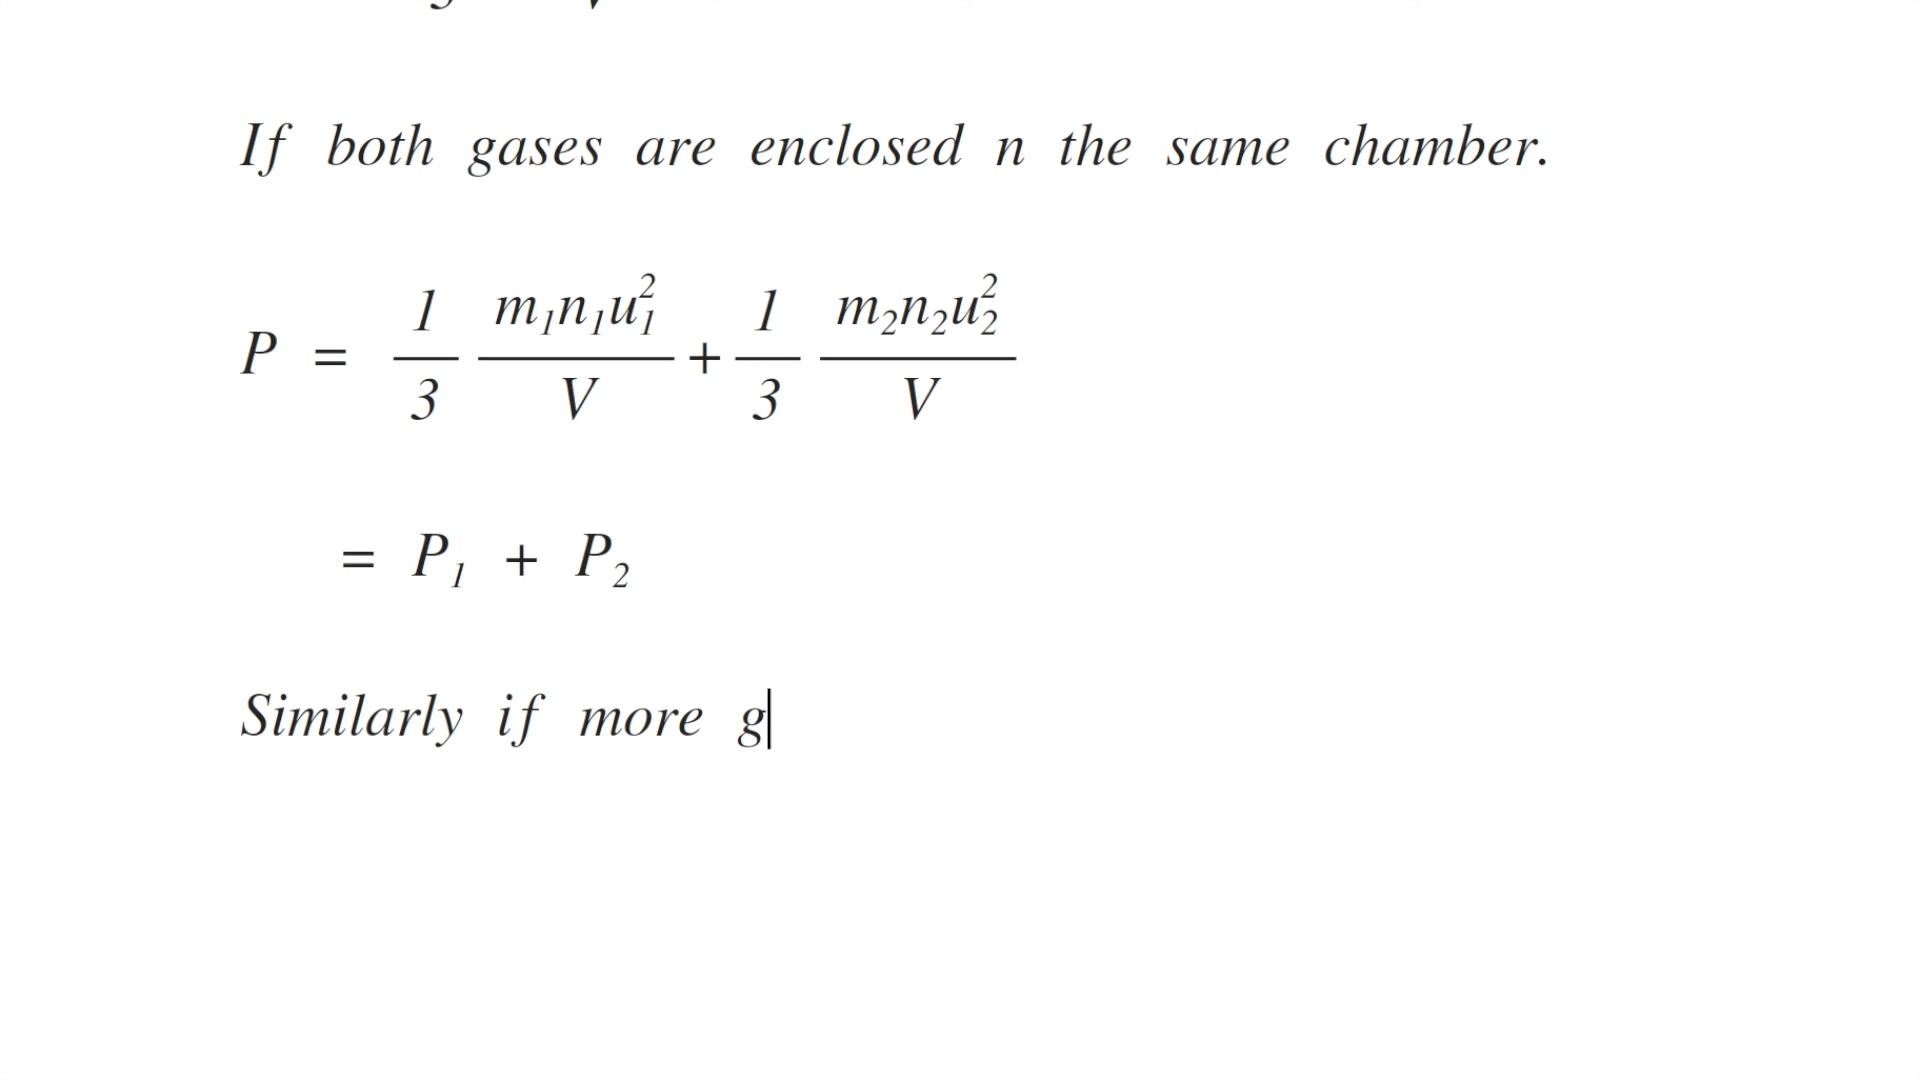 If both gases are enclosed n the same chamber.
P = 1/3 m₁n₁u₁²/V + 1/3 m₂n₂u₂²/V
= P₁ + P₂
Similarly if more g